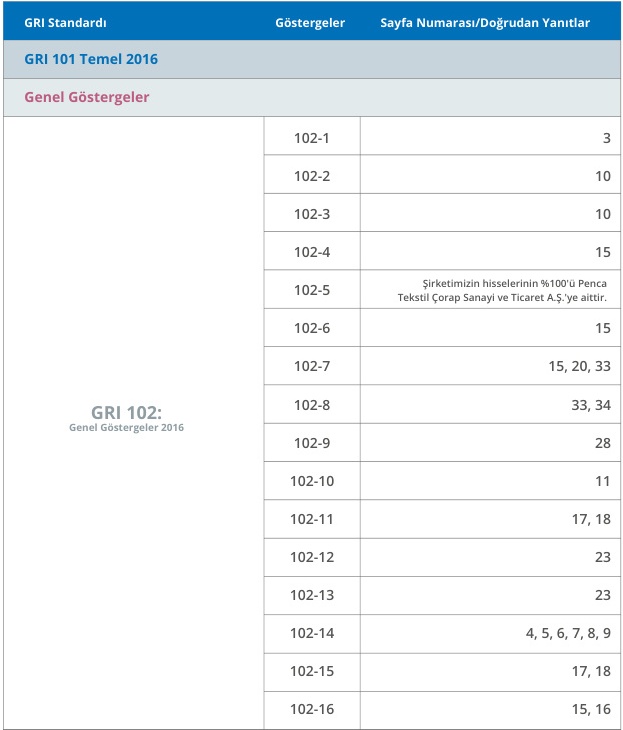 GRI Standardı Göstergeler Sayfa Numarası/Doğrudan Yanıtlar
GRI 101 Temel 2016
Genel Göstergeler
GRI 102:
Genel Göstergeler 2016
102-1 3
102-2 10
102-3 10
102-4 15
102-5 Şirketimizin hisselerinin %100'ü Penca
Tekstil Çorap Sanayi ve Ticaret A.Ş.'ye aittir.
102-6 15
102-7 15, 20, 33
102-8 33, 34
102-9 28
102-10 11
102-11 17, 18
102-12 23
102-13 23
102-14 4, 5, 6, 7, 8, 9
102-15 17, 18
102-16 15, 16